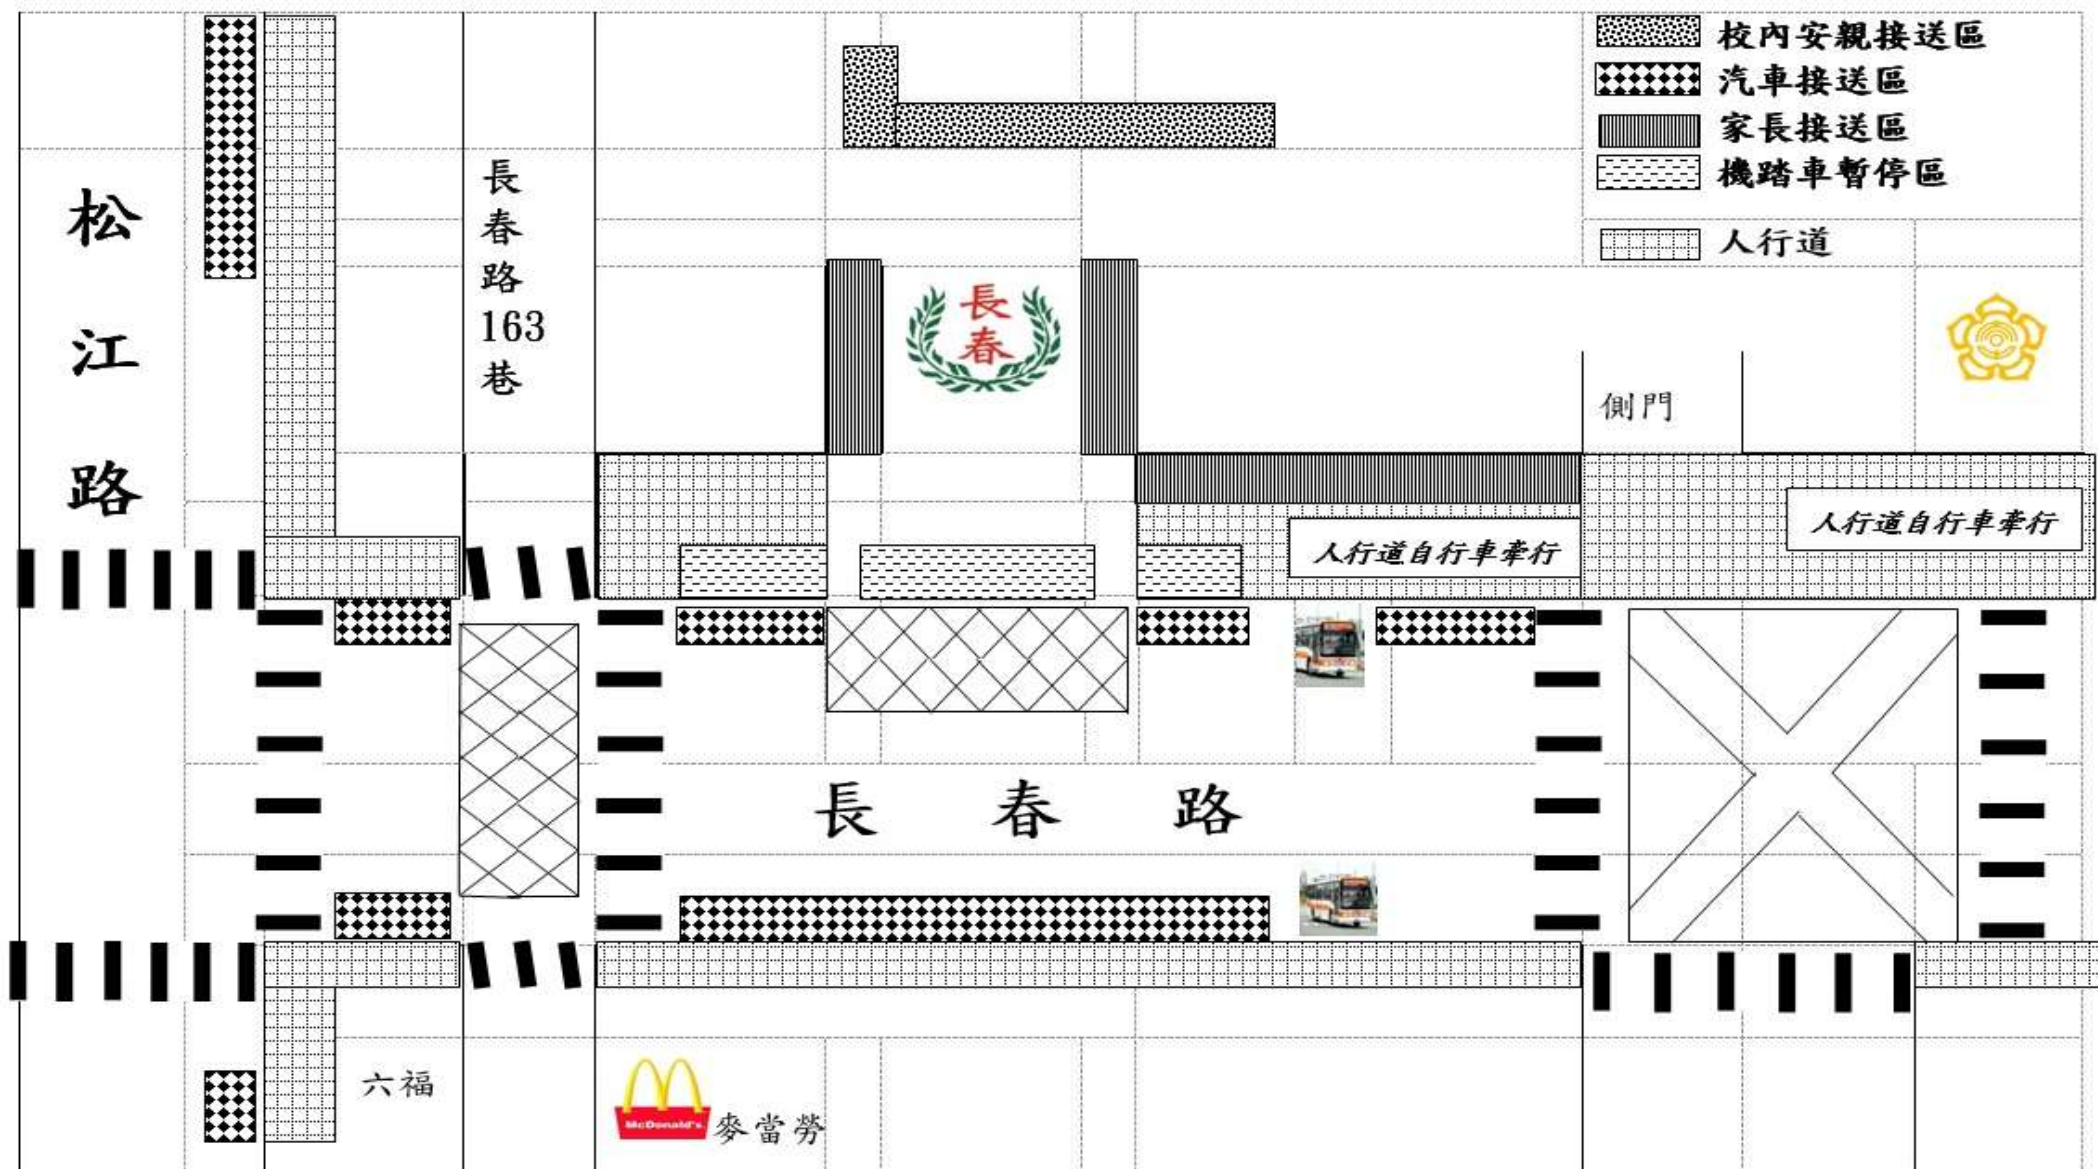 校內安親接送區
汽車接送區
家長接送區
機踏車暫停區
人行道
松江路
長春路163巷
長春
側門
人行道自行車牽行
人行道自行車牽行
長春路
六福
McDonald's
麥當勞